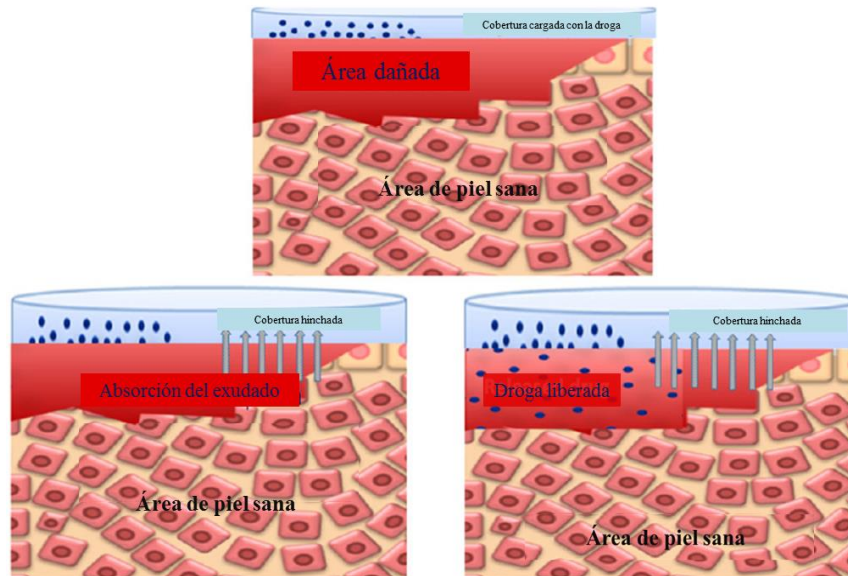 Cobertura cargada con la droga
Área dañada
Área de piel sana
Cobertura hinchada
Absorción del exudado
Área de piel sana
Cobertura hinchada
Droga liberada
Área de piel sana